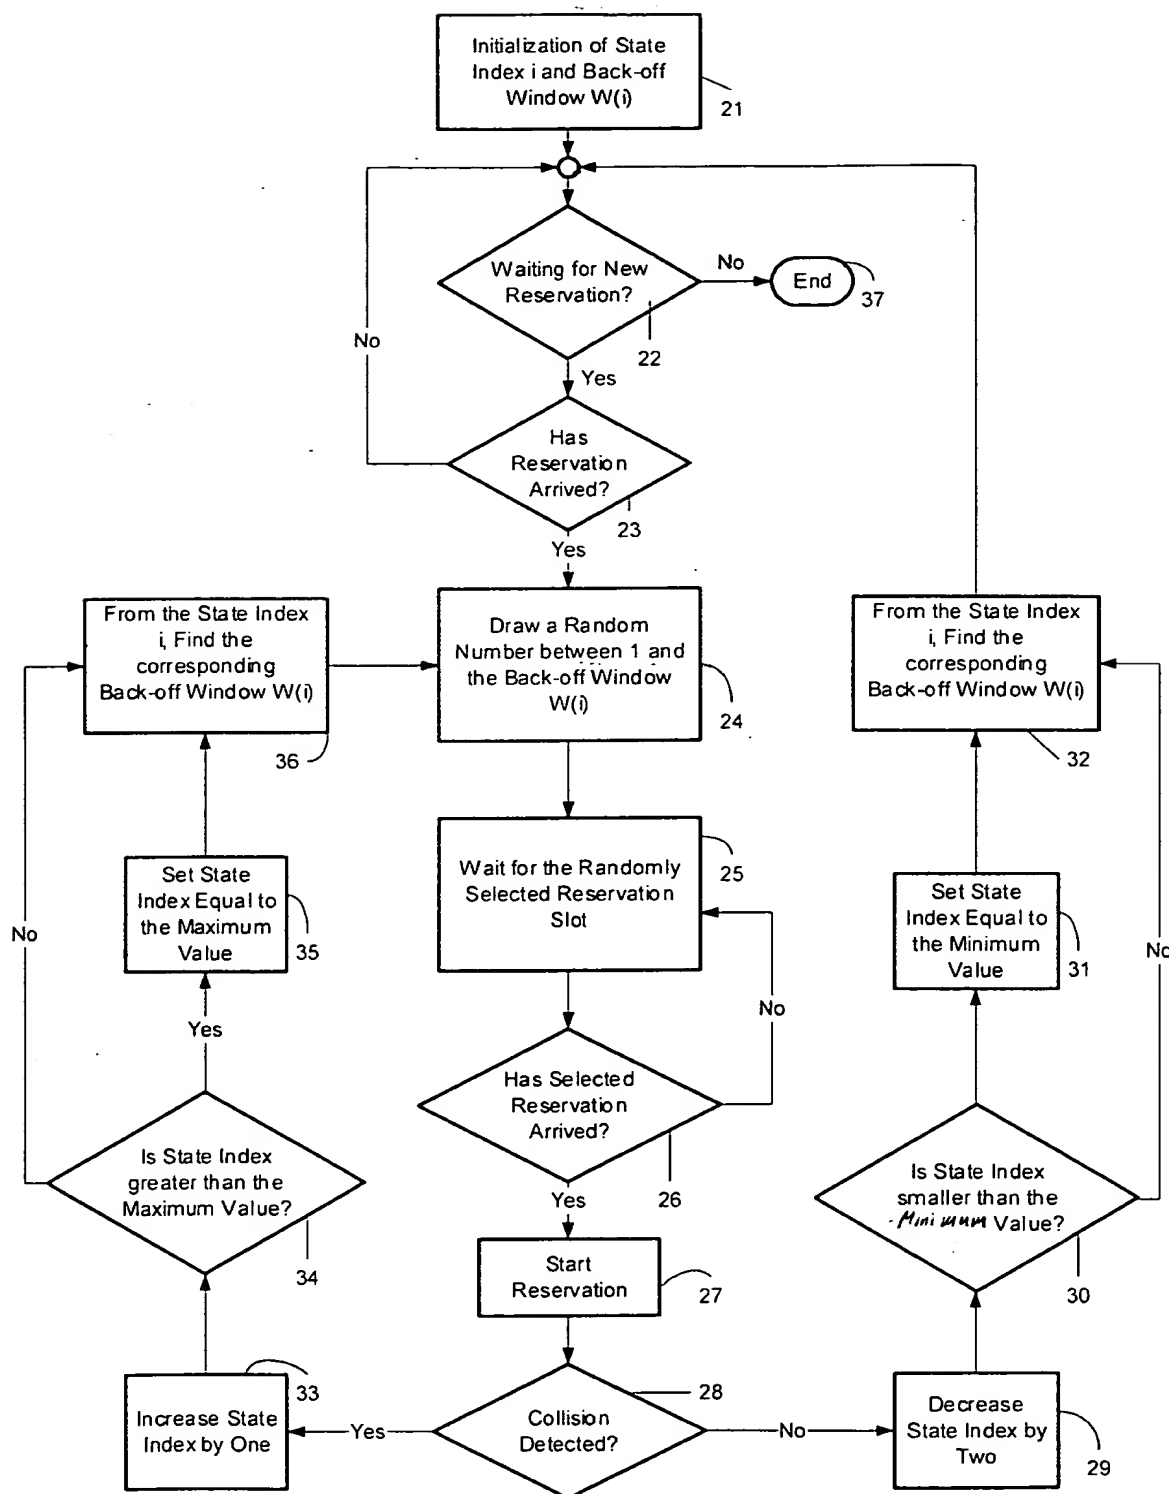 Initialization of State
Index i and Back-off
Window W(i)
21
Waiting for New
Reservation?
22
No
End
37
No
Yes
Has
Reservation
Arrived?
23
Yes
From the State Index
i, Find the
corresponding
Back-off Window W(i)
36
Draw a Random
Number between 1 and
the Back-off Window
W(i)
24
From the State Index
i, Find the
corresponding
Back-off Window W(i)
32
Wait for the Randomly
Selected Reservation
Slot
25
Set State
Index Equal to
the Maximum
Value
35
Set State
Index Equal to
the Minimum
Value
31
No
No
No
Yes
Has Selected
Reservation
Arrived?
26
Is State Index
greater than the
Maximum Value?
34
Is State Index
smaller than the
Minimum Value?
30
Yes
Start
Reservation
27
33
Increase State
Index by One
Yes
Collision
Detected?
28
No
Decrease
State Index by
Two
29